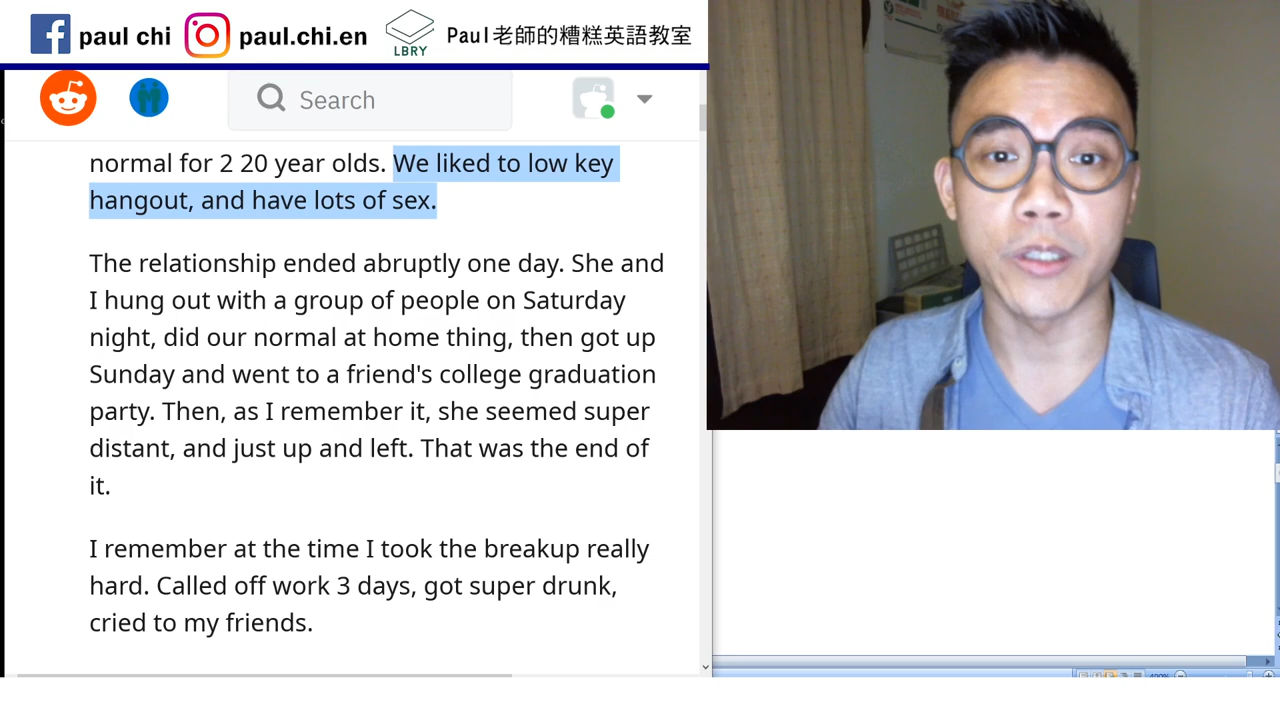 paul chi
paul.chi.en
LBRY
Paul老師的糟糕英語教室
Search
normal for 2 20 year olds. We liked to low key
hangout, and have lots of sex.
The relationship ended abruptly one day. She and
I hung out with a group of people on Saturday
night, did our normal at home thing, then got up
Sunday and went to a friend's college graduation
party. Then, as I remember it, she seemed super
distant, and just up and left. That was the end of
it.
I remember at the time I took the breakup really
hard. Called off work 3 days, got super drunk,
cried to my friends.